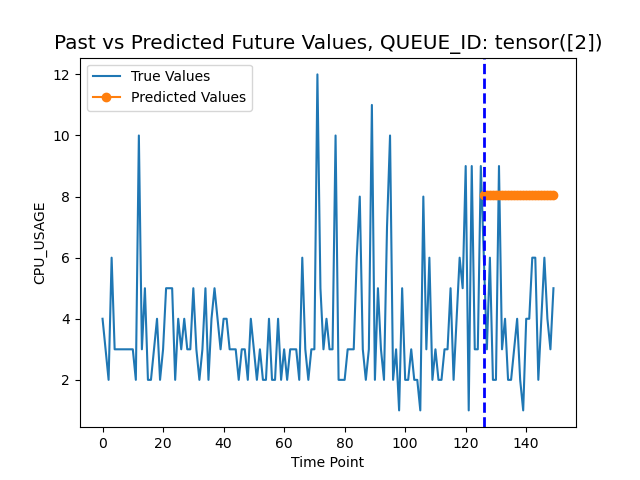 Past vs Predicted Future Values, QUEUE_ID: tensor([2])
True Values
Predicted Values
CPU_USAGE
12
10
8
6
4
2
0 20 40 60 80 100 120 140
Time Point